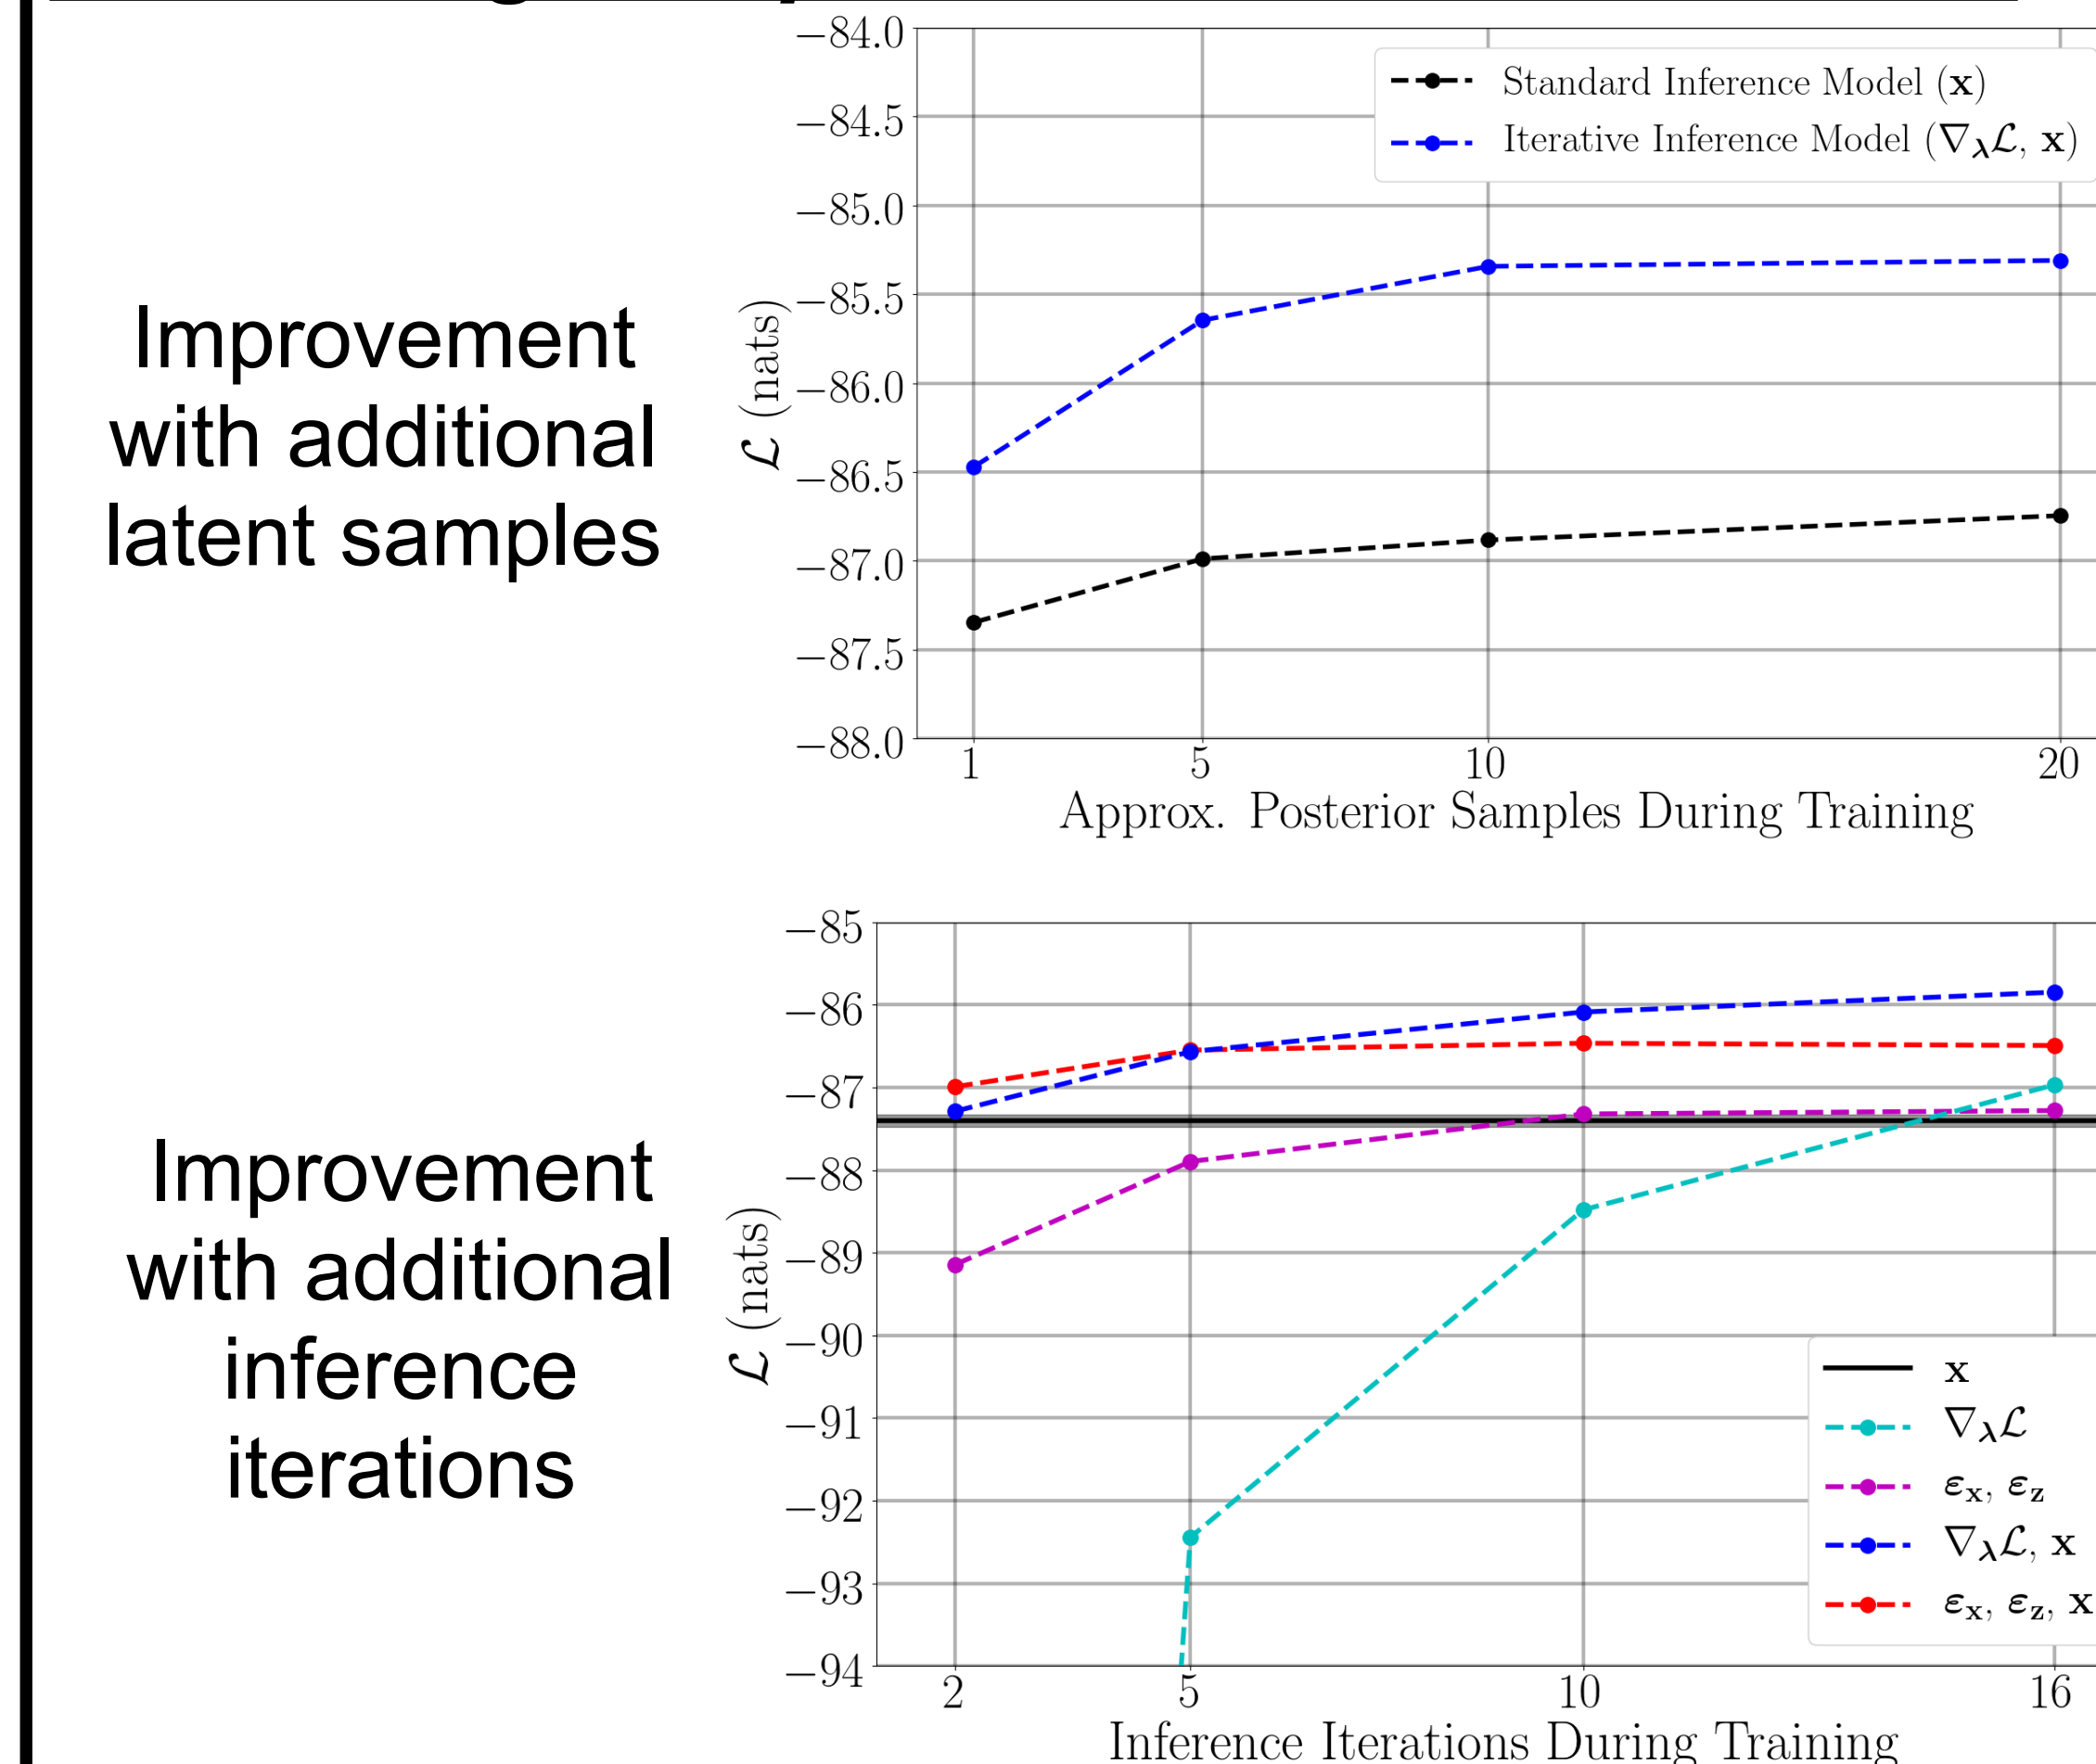 Improvement
with additional
latent samples
−84.0
−84.5
−85.0
−85.5
−86.0
−86.5
−87.0
−87.5
−88.0
ℒ (nats)
Standard Inference Model (x)
Iterative Inference Model (∇λℒ, x)
1 5 10 20
Approx. Posterior Samples During Training
Improvement
with additional
inference
iterations
−85
−86
−87
−88
−89
−90
−91
−92
−93
−94
ℒ (nats)
x
∇λℒ
εx, εz
∇λℒ, x
εx, εz, x
2 5 10 16
Inference Iterations During Training